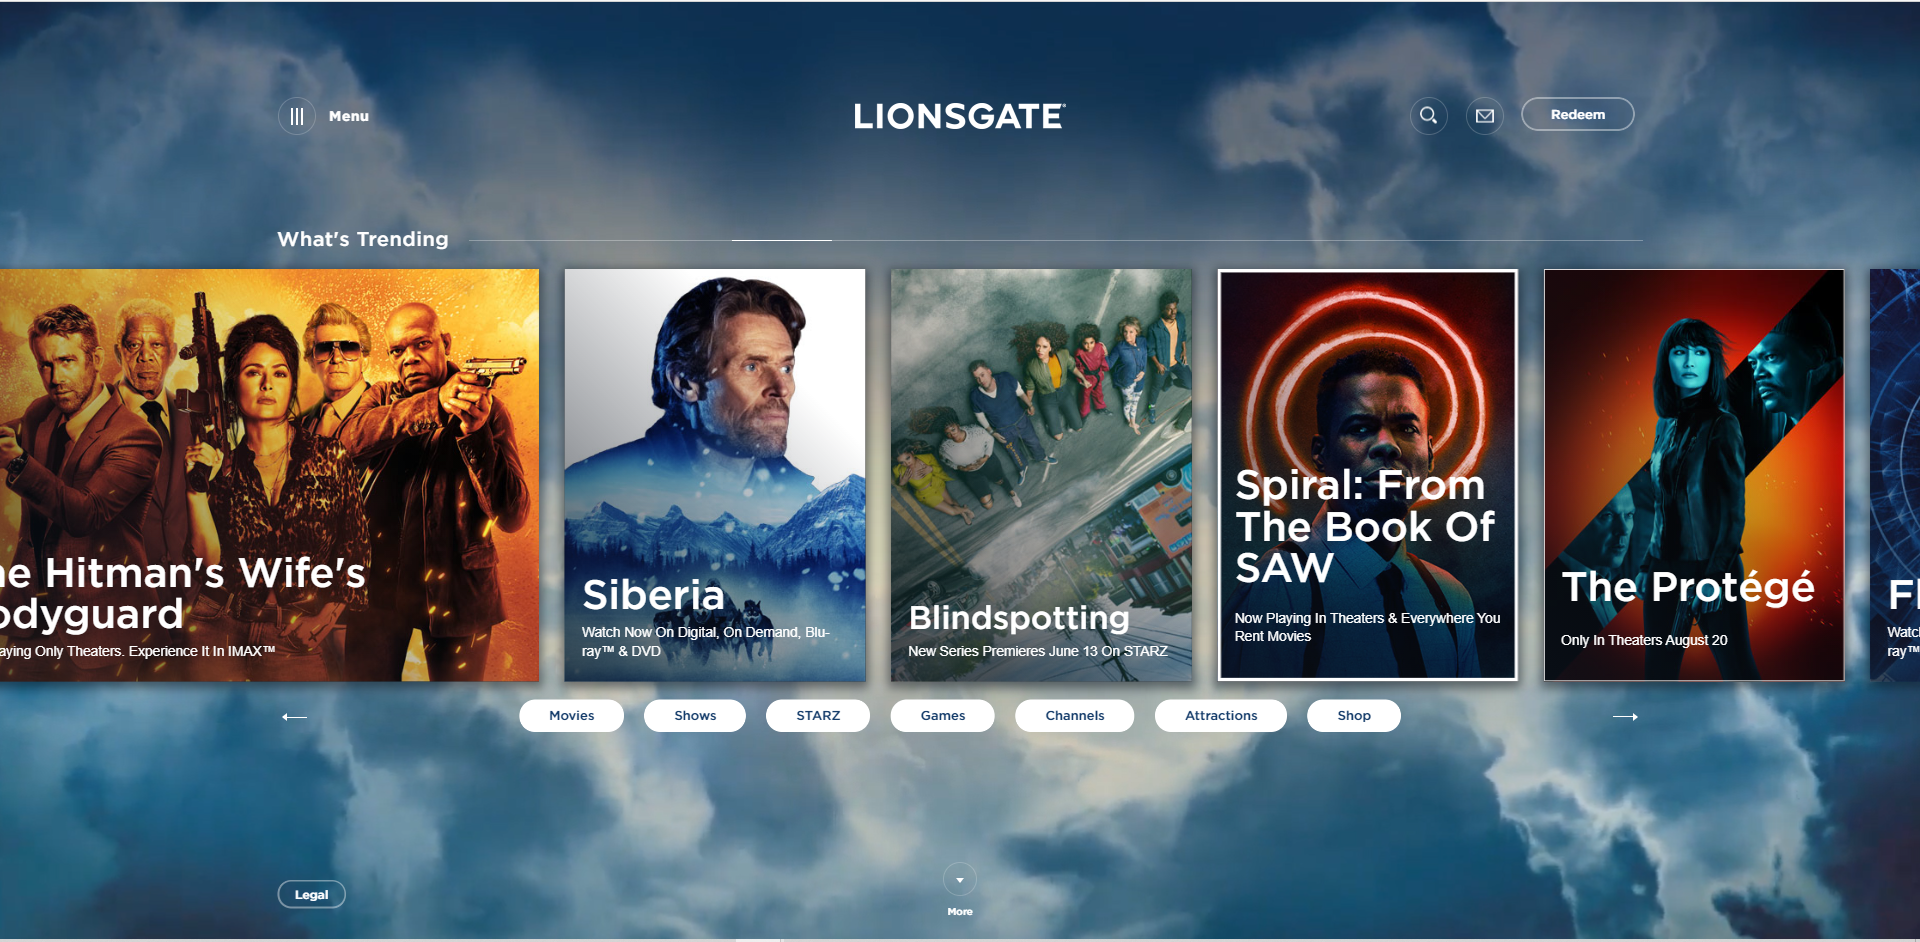 Menu
LIONSGATE
Redeem
What's Trending
e Hitman's Wife's
odyguard
aying Only Theaters. Experience It In IMAX™
Siberia
Watch Now On Digital, On Demand, Blu-
ray™ & DVD
Blindspotting
New Series Premieres June 13 On STARZ
Spiral: From
The Book Of
SAW
Now Playing In Theaters & Everywhere You
Rent Movies
The Protégé
Only In Theaters August 20
Watc
ray™
Movies
Shows
STARZ
Games
Channels
Attractions
Shop
Legal
More